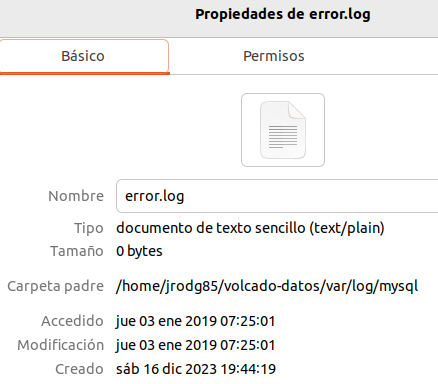 Propiedades de error.log
Básico Permisos
Nombre error.log
Tipo documento de texto sencillo (text/plain)
Tamaño 0 bytes
Carpeta padre /home/jrodg85/volcado-datos/var/log/mysql
Accedido jue 03 ene 2019 07:25:01
Modificación jue 03 ene 2019 07:25:01
Creado sáb 16 dic 2023 19:44:19